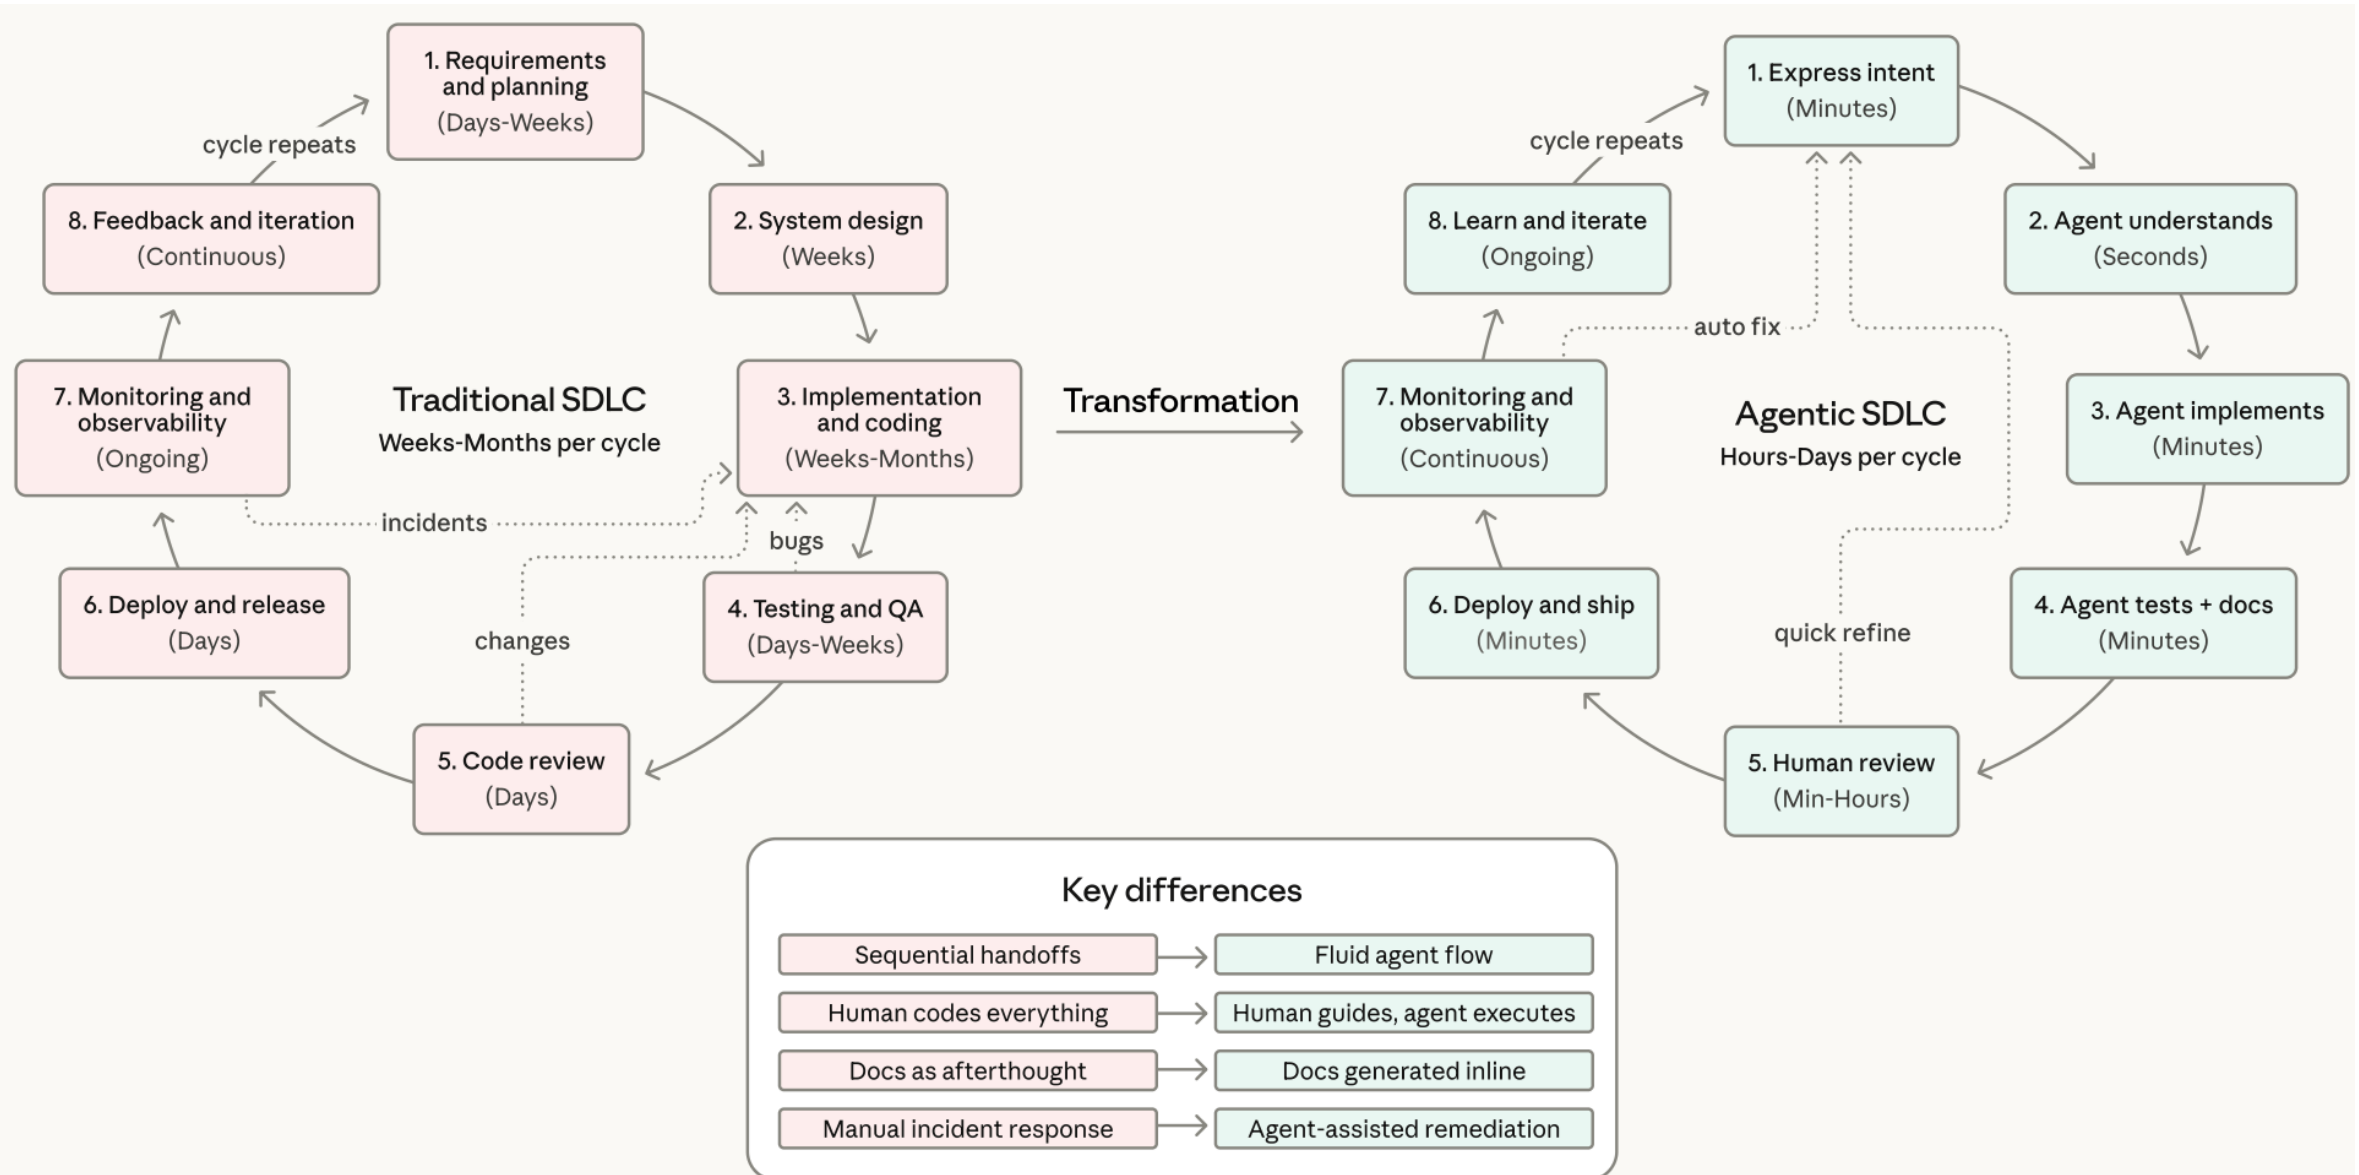 1. Requirements
and planning
(Days-Weeks)
cycle repeats
8. Feedback and iteration
(Continuous)
2. System design
(Weeks)
7. Monitoring and
observability
(Ongoing)
Traditional SDLC
Weeks-Months per cycle
3. Implementation
and coding
(Weeks-Months)
incidents
bugs
6. Deploy and release
(Days)
changes
4. Testing and QA
(Days-Weeks)
5. Code review
(Days)
Transformation
1. Express intent
(Minutes)
cycle repeats
8. Learn and iterate
(Ongoing)
2. Agent understands
(Seconds)
auto fix
7. Monitoring and
observability
(Continuous)
Agentic SDLC
Hours-Days per cycle
3. Agent implements
(Minutes)
6. Deploy and ship
(Minutes)
quick refine
4. Agent tests + docs
(Minutes)
5. Human review
(Min-Hours)
Key differences
Sequential handoffs
Fluid agent flow
Human codes everything
Human guides, agent executes
Docs as afterthought
Docs generated inline
Manual incident response
Agent-assisted remediation